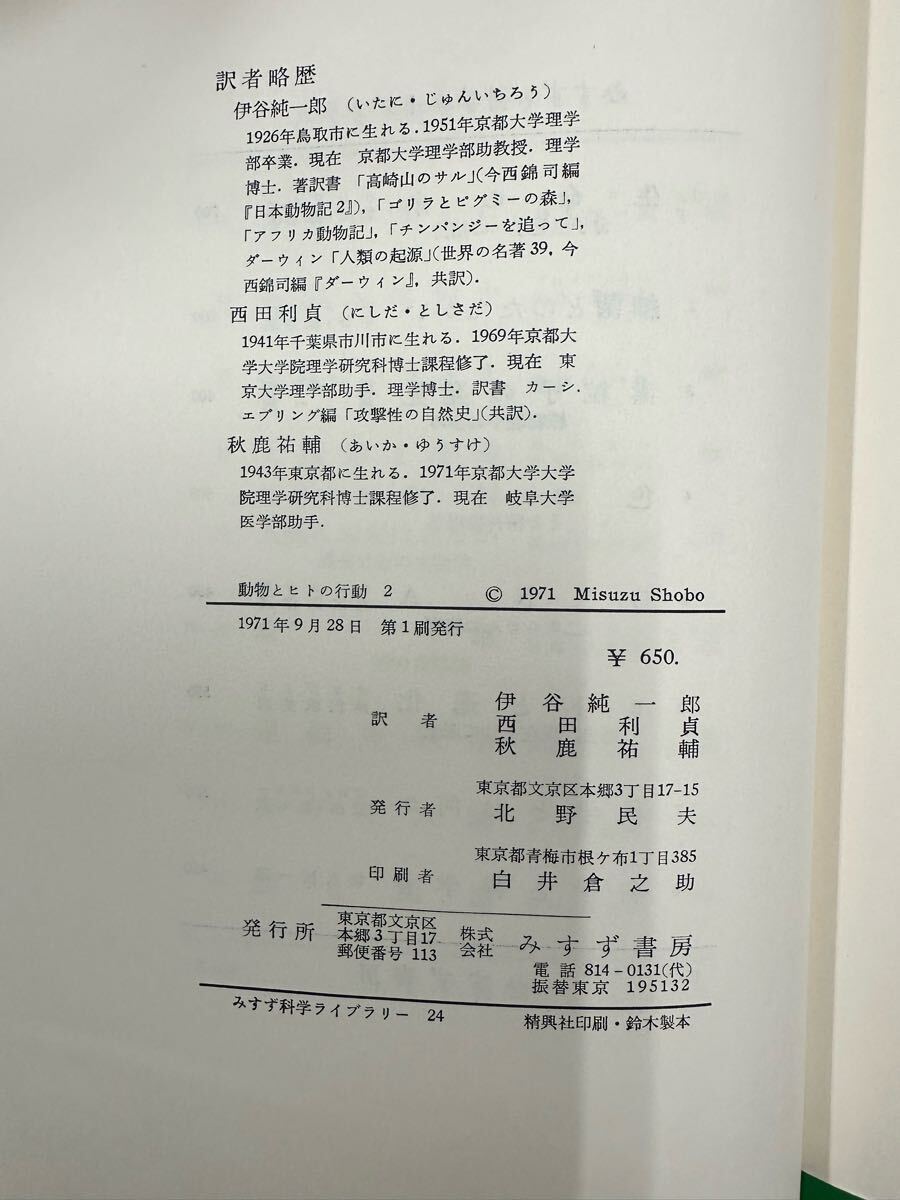 訳者略歴
伊谷純一郎 (いたに・じゅんいちろう)
1926年鳥取市に生れる.1951年京都大学理学
部卒業.現在 京都大学理学部助教授.理学
博士.著訳書 「高崎山のサル」(今西錦司編
『日本動物記2』),「ゴリラとピグミーの森」,
「アフリカ動物記」,「チンパンジーを追って」,
ダーウィン「人類の起源」(世界の名著39,今
西錦司編『ダーウィン』,共訳).
西田利貞 (にしだ・としさだ)
1941年千葉県市川市に生れる.1969年京都大
学大学院理学研究科博士課程修了.現在 東
京大学理学部助手.理学博士.訳書 カーシ.
エブリング編「攻撃性の自然史」(共訳).
秋鹿祐輔 (あいか・ゆうすけ)
1943年東京都に生れる.1971年京都大学大学
院理学研究科博士課程修了.現在 岐阜大学
医学部助手.
動物とヒトの行動 2 © 1971 Misuzu Shobo
1971年9月28日 第1刷発行
¥ 650.
訳者 伊谷純一郎
西田利貞
秋鹿祐輔
東京都文京区本郷3丁目17-15
発行者 北野民夫
東京都青梅市根ケ布1丁目385
印刷者 白井倉之助
発行所 東京都文京区
本郷3丁目17
郵便番号 113
株式
会社 みすず書房
電話 814-0131(代)
振替東京 195132
みすず科学ライブラリー 24 精興社印刷・鈴木製本